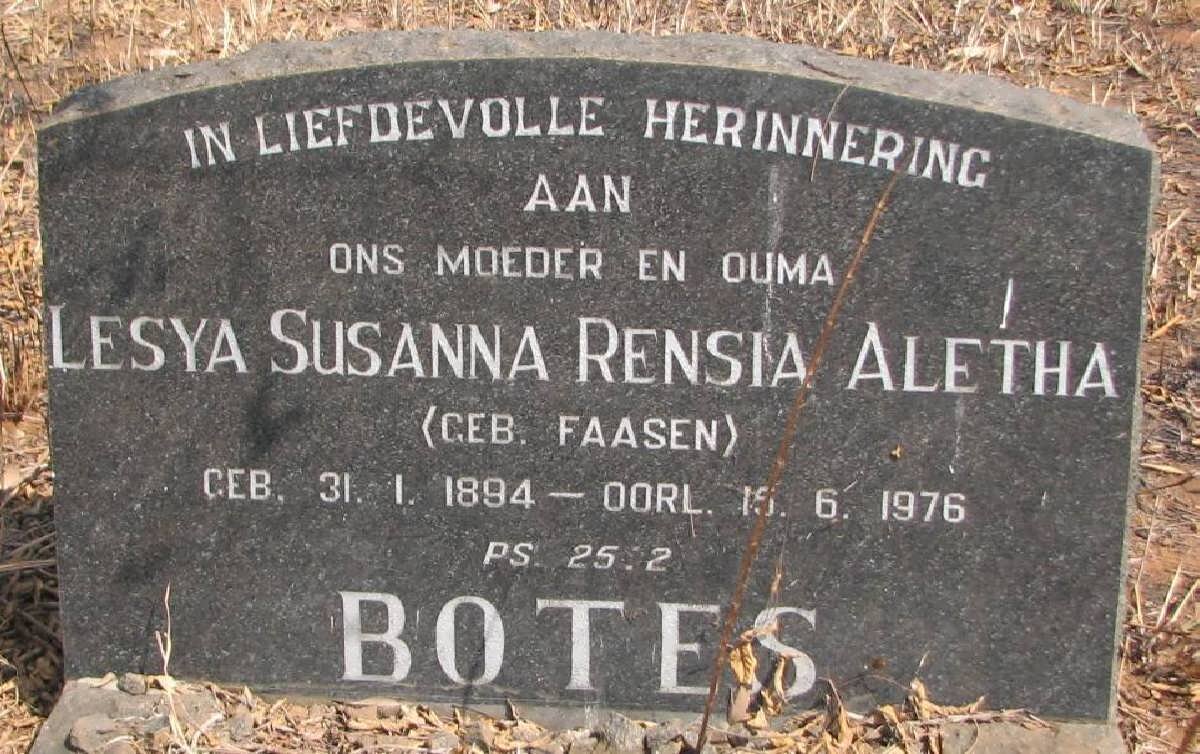 IN LIEFDEVOLLE HERINNERING
AAN
ONS MOEDER EN OUMA
LESYA SUSANNA RENSIA ALETHA
(GEB. FAASEN)
GEB. 31. 1. 1894 — OORL. 15. 6. 1976
PS. 25:2
BOTES